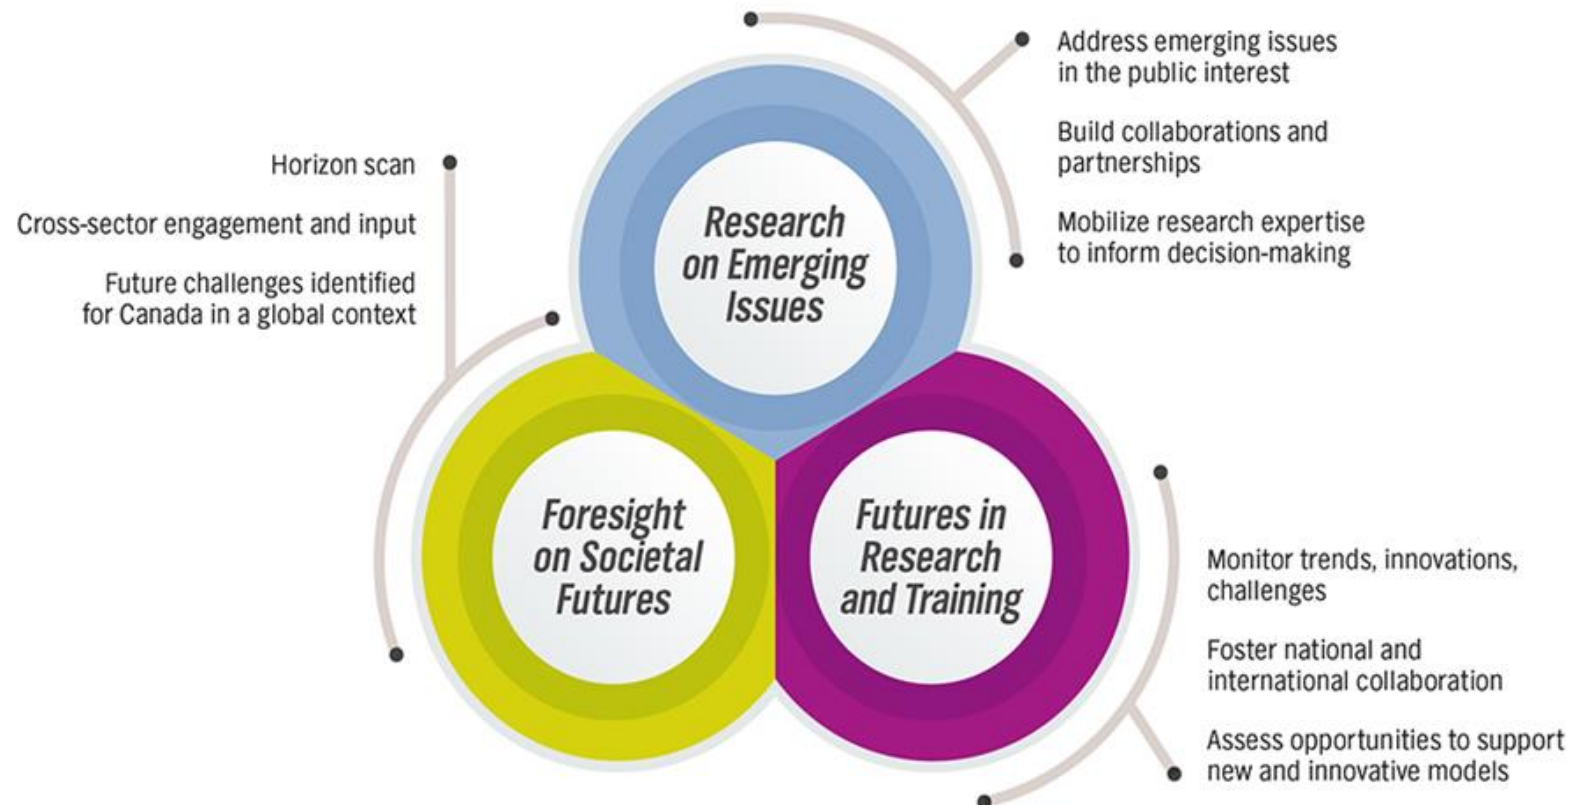 Address emerging issues
in the public interest
Build collaborations and
partnerships
Mobilize research expertise
to inform decision-making
Research
on Emerging
Issues
Horizon scan
Cross-sector engagement and input
Future challenges identified
for Canada in a global context
Foresight
on Societal
Futures
Futures in
Research
and Training
Monitor trends, innovations,
challenges
Foster national and
international collaboration
Assess opportunities to support
new and innovative models